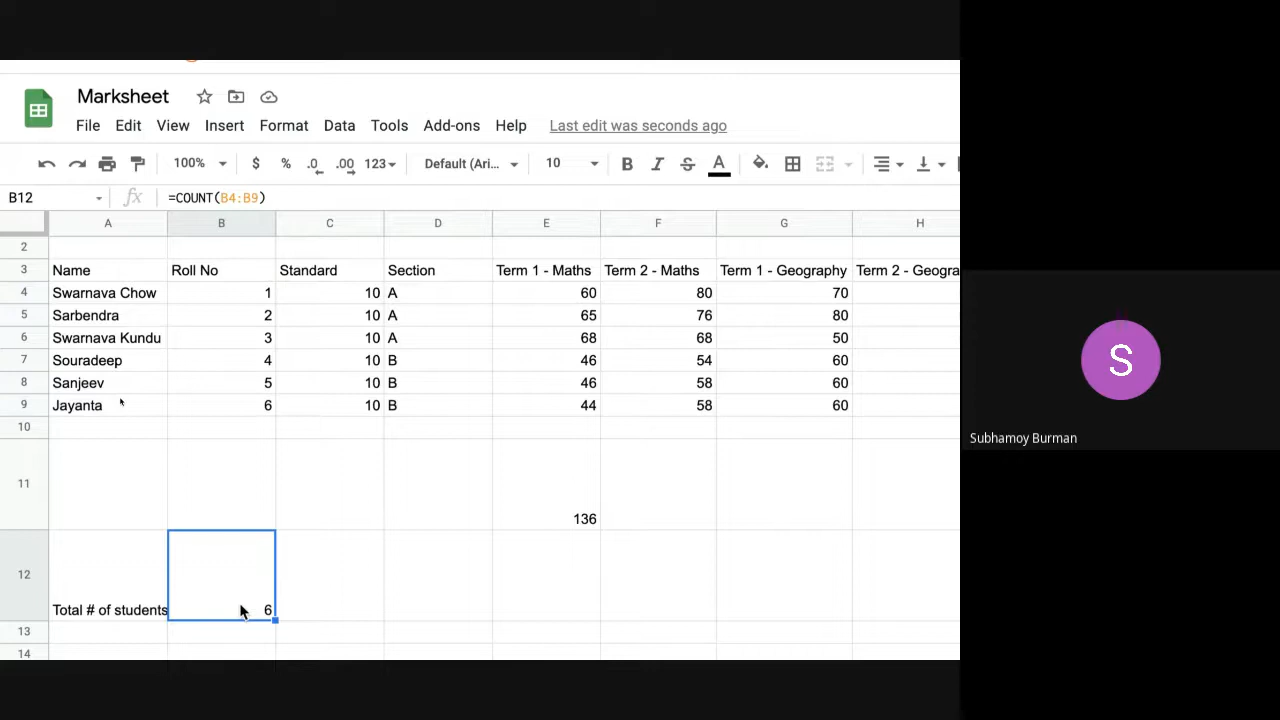 Marksheet
File Edit View Insert Format Data Tools Add-ons Help Last edit was seconds ago
100% $ % .0 .00 123 Default (Ari... 10 B I S A
B12 fx =COUNT(B4:B9)
A B C D E F G H
2
3 Name Roll No Standard Section Term 1 - Maths Term 2 - Maths Term 1 - Geography Term 2 - Geogra
4 Swarnava Chow 1 10 A 60 80 70
5 Sarbendra 2 10 A 65 76 80
6 Swarnava Kundu 3 10 A 68 68 50
7 Souradeep 4 10 B 46 54 60
8 Sanjeev 5 10 B 46 58 60
9 Jayanta 6 10 B 44 58 60
10
11 136
12 Total # of students 6
13
14
S
Subhamoy Burman